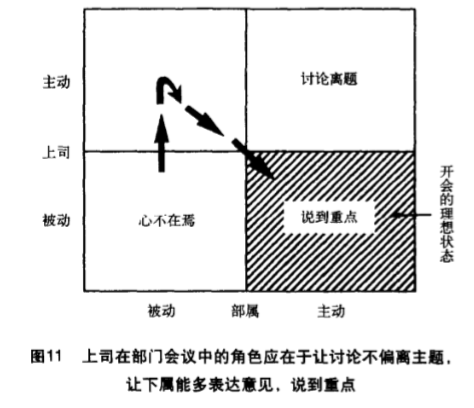 主动
讨论离题
上司
被动
心不在焉
说到重点
开会的理想状态
被动
部属
主动
图11 上司在部门会议中的角色应在于让讨论不偏离主题，
让下属能多表达意见，说到重点